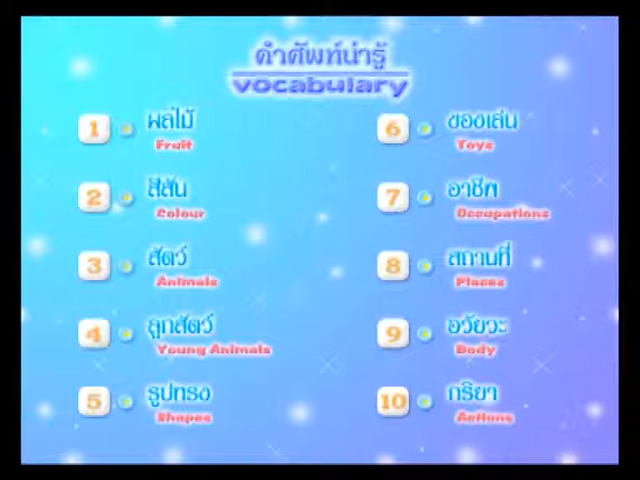 คำศัพท์น่ารู้
vocabulary
1 ผลไม้
Fruit
2 สีสัน
Colour
3 สัตว์
Animals
4 ลูกสัตว์
Young Animals
5 รูปทรง
Shapes
6 ของเล่น
Toys
7 อาชีพ
Occupations
8 สถานที่
Places
9 อวัยวะ
Body
10 กริยา
Actions